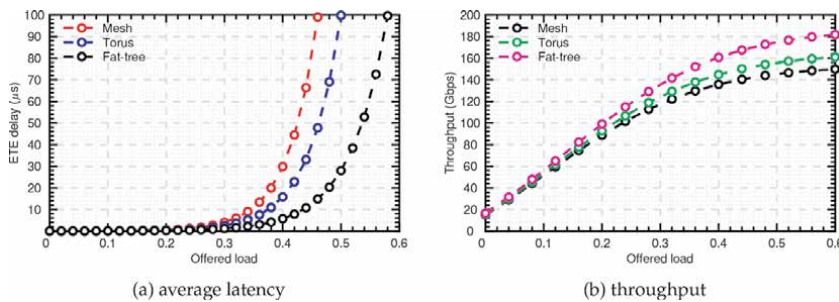 100
90
80
70
60
50
40
30
20
10
ETE delay (μs)
Mesh
Torus
Fat-tree
0 0.1 0.2 0.3 0.4 0.5 0.6
Offered load
(a) average latency
200
180
160
140
120
100
80
60
40
20
0
Throughput (Gbps)
Mesh
Torus
Fat-tree
0 0.1 0.2 0.3 0.4 0.5 0.6
Offered load
(b) throughput